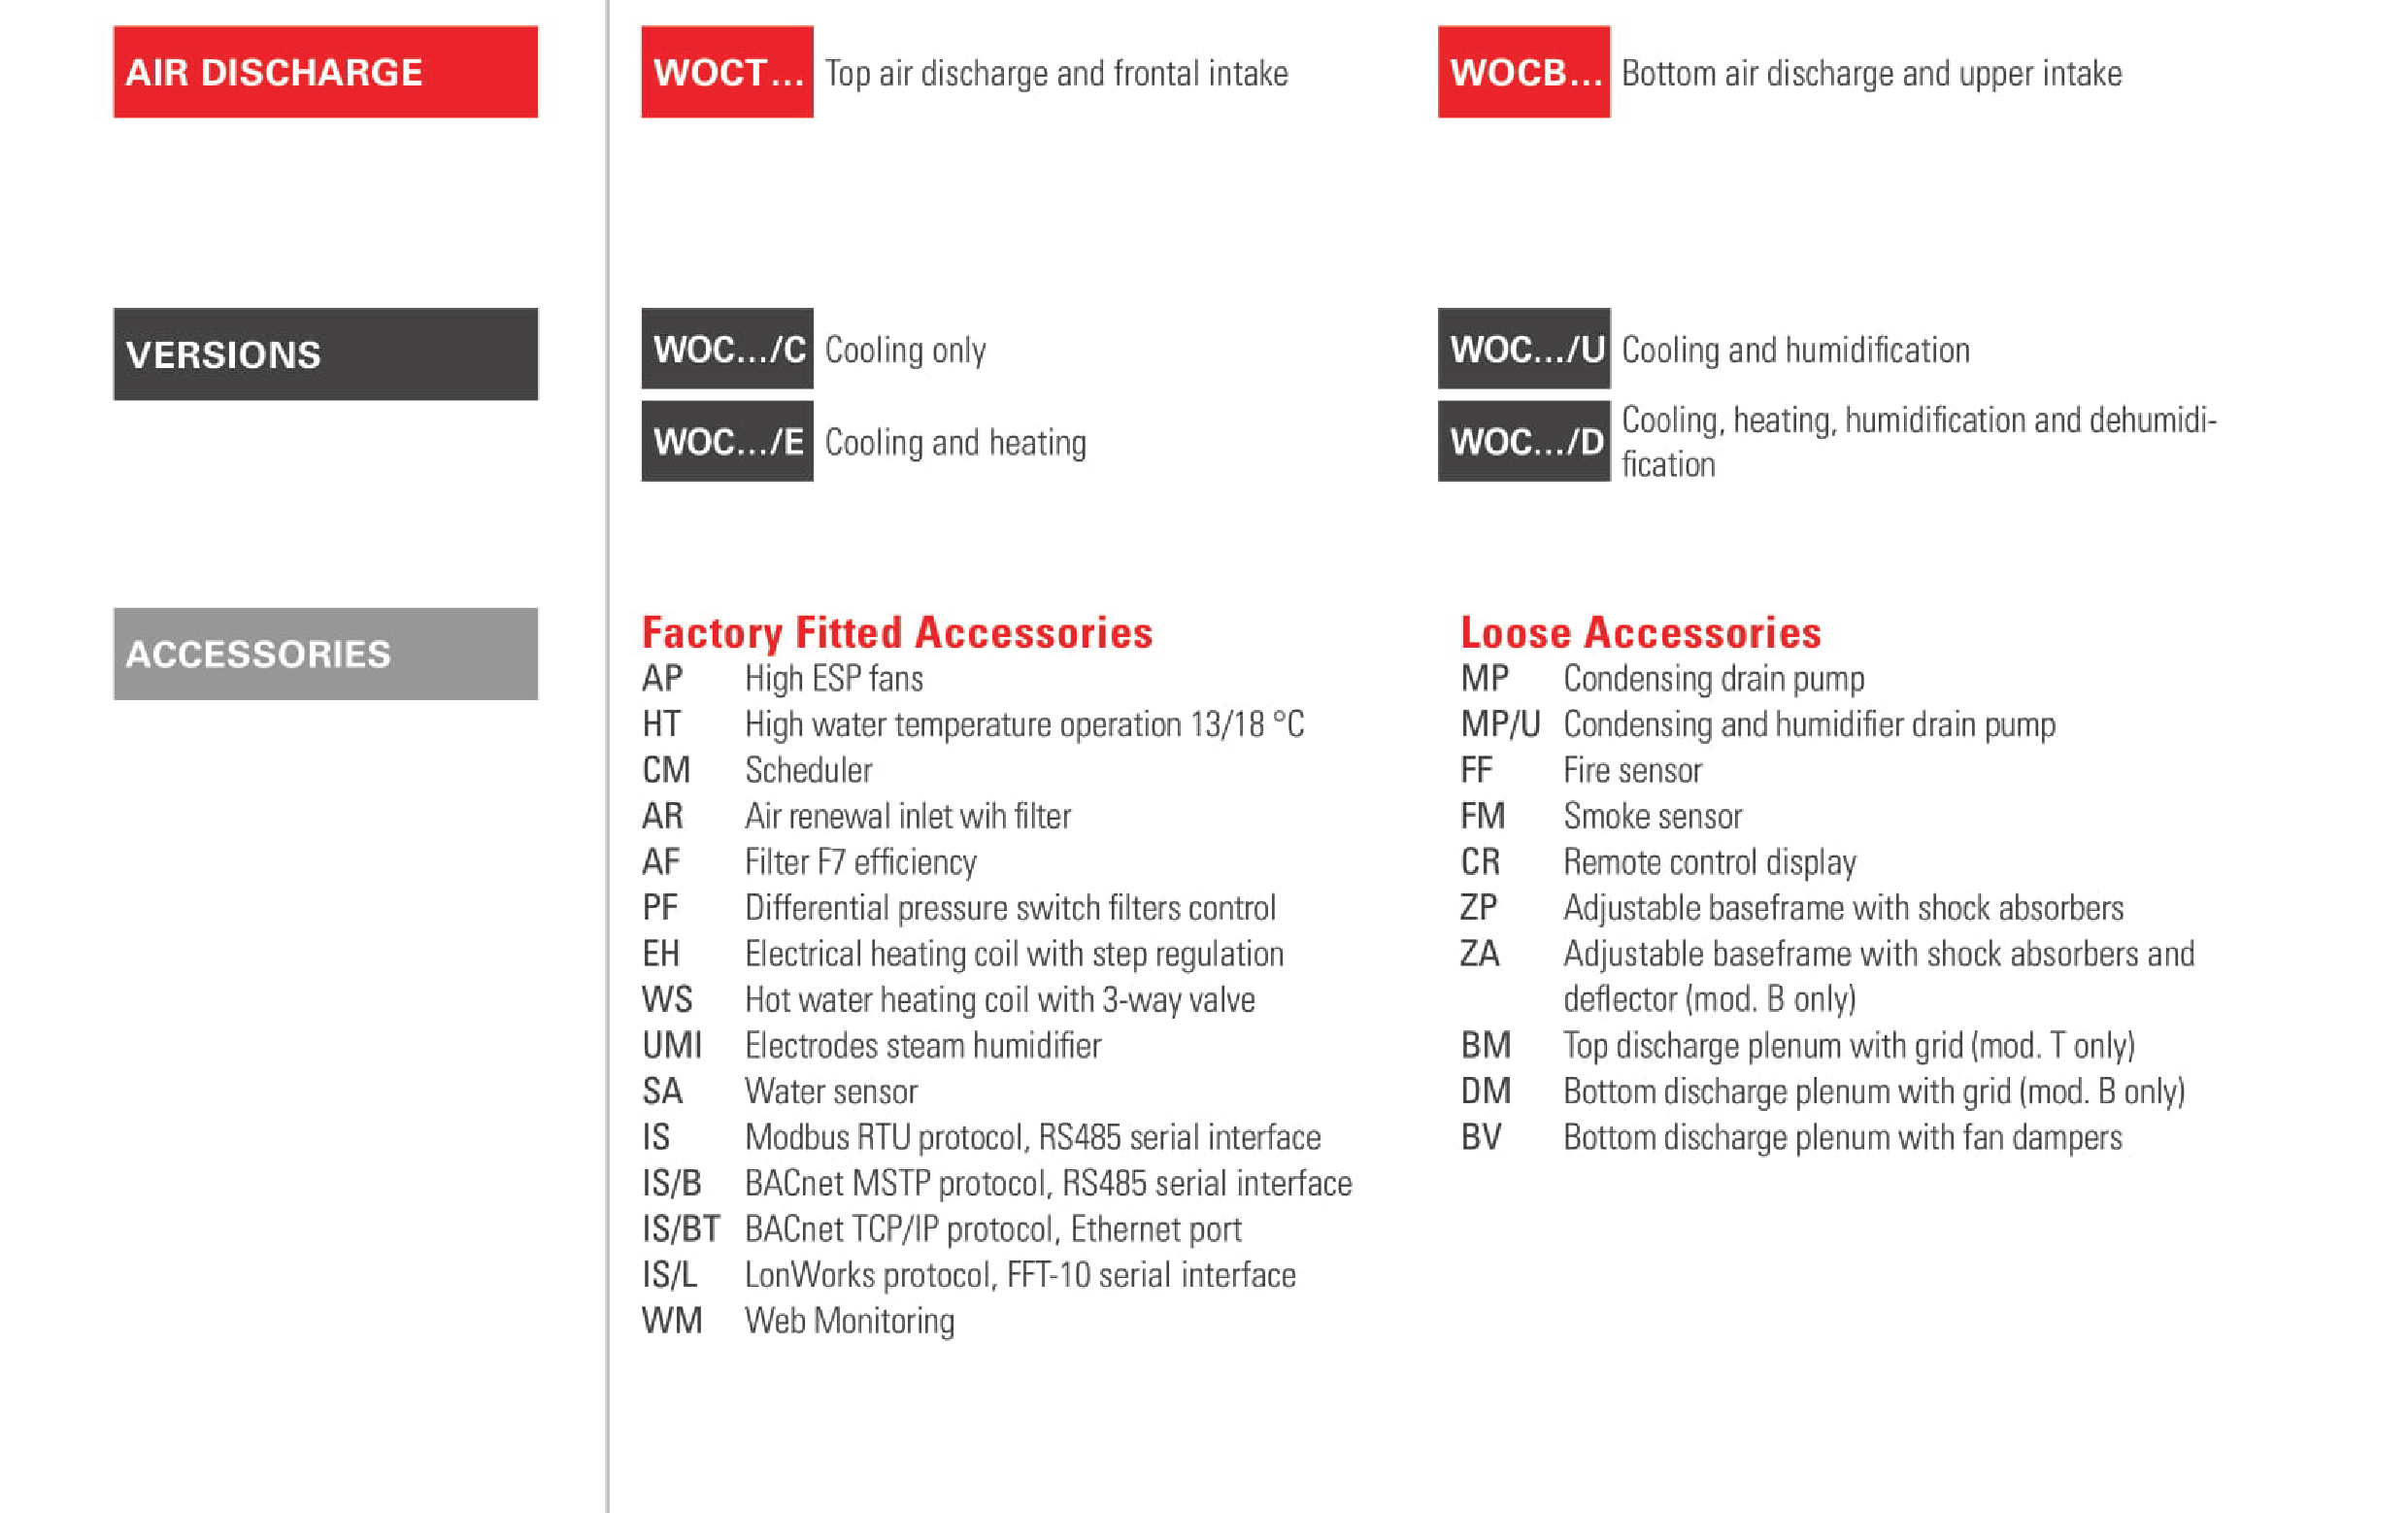 AIR DISCHARGE
WOCT... Top air discharge and frontal intake
WOCB... Bottom air discharge and upper intake
VERSIONS
WOC.../C Cooling only
WOC.../E Cooling and heating
WOC.../U Cooling and humidification
WOC.../D Cooling, heating, humidification and dehumidi-
fication
ACCESSORIES
Factory Fitted Accessories
AP High ESP fans
HT High water temperature operation 13/18 °C
CM Scheduler
AR Air renewal inlet wih filter
AF Filter F7 efficiency
PF Differential pressure switch filters control
EH Electrical heating coil with step regulation
WS Hot water heating coil with 3-way valve
UMI Electrodes steam humidifier
SA Water sensor
IS Modbus RTU protocol, RS485 serial interface
IS/B BACnet MSTP protocol, RS485 serial interface
IS/BT BACnet TCP/IP protocol, Ethernet port
IS/L LonWorks protocol, FFT-10 serial interface
WM Web Monitoring
Loose Accessories
MP Condensing drain pump
MP/U Condensing and humidifier drain pump
FF Fire sensor
FM Smoke sensor
CR Remote control display
ZP Adjustable baseframe with shock absorbers
ZA Adjustable baseframe with shock absorbers and
deflector (mod. B only)
BM Top discharge plenum with grid (mod. T only)
DM Bottom discharge plenum with grid (mod. B only)
BV Bottom discharge plenum with fan dampers